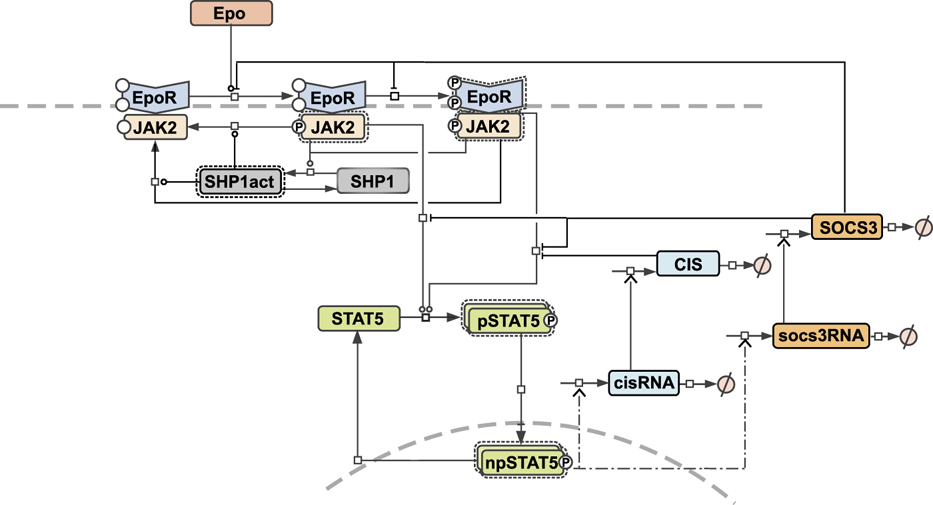 Epo
EpoR
EpoR
P
P
EpoR
JAK2
P
JAK2
P
JAK2
SHP1act
SHP1
SOCS3
CIS
STAT5
pSTAT5
P
socs3RNA
cisRNA
npSTAT5
P